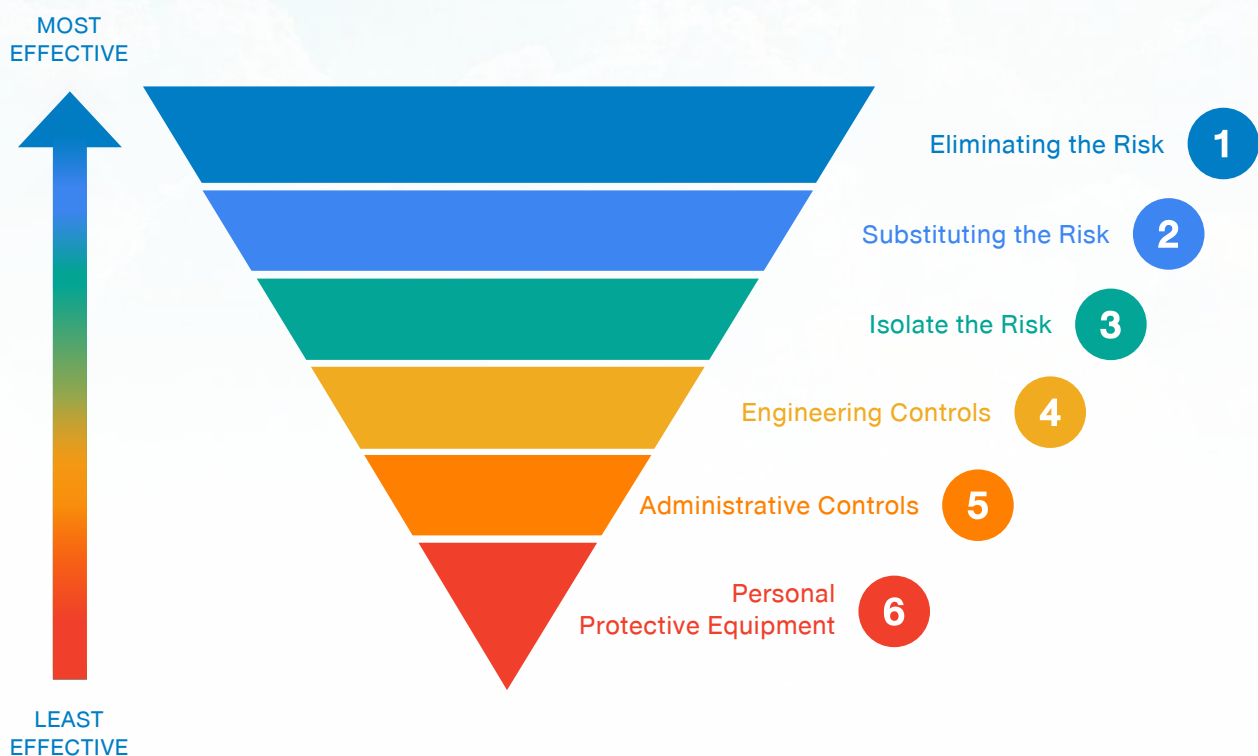 MOST
EFFECTIVE
Eliminating the Risk 1
Substituting the Risk 2
Isolate the Risk 3
Engineering Controls 4
Administrative Controls 5
Personal
Protective Equipment 6
LEAST
EFFECTIVE